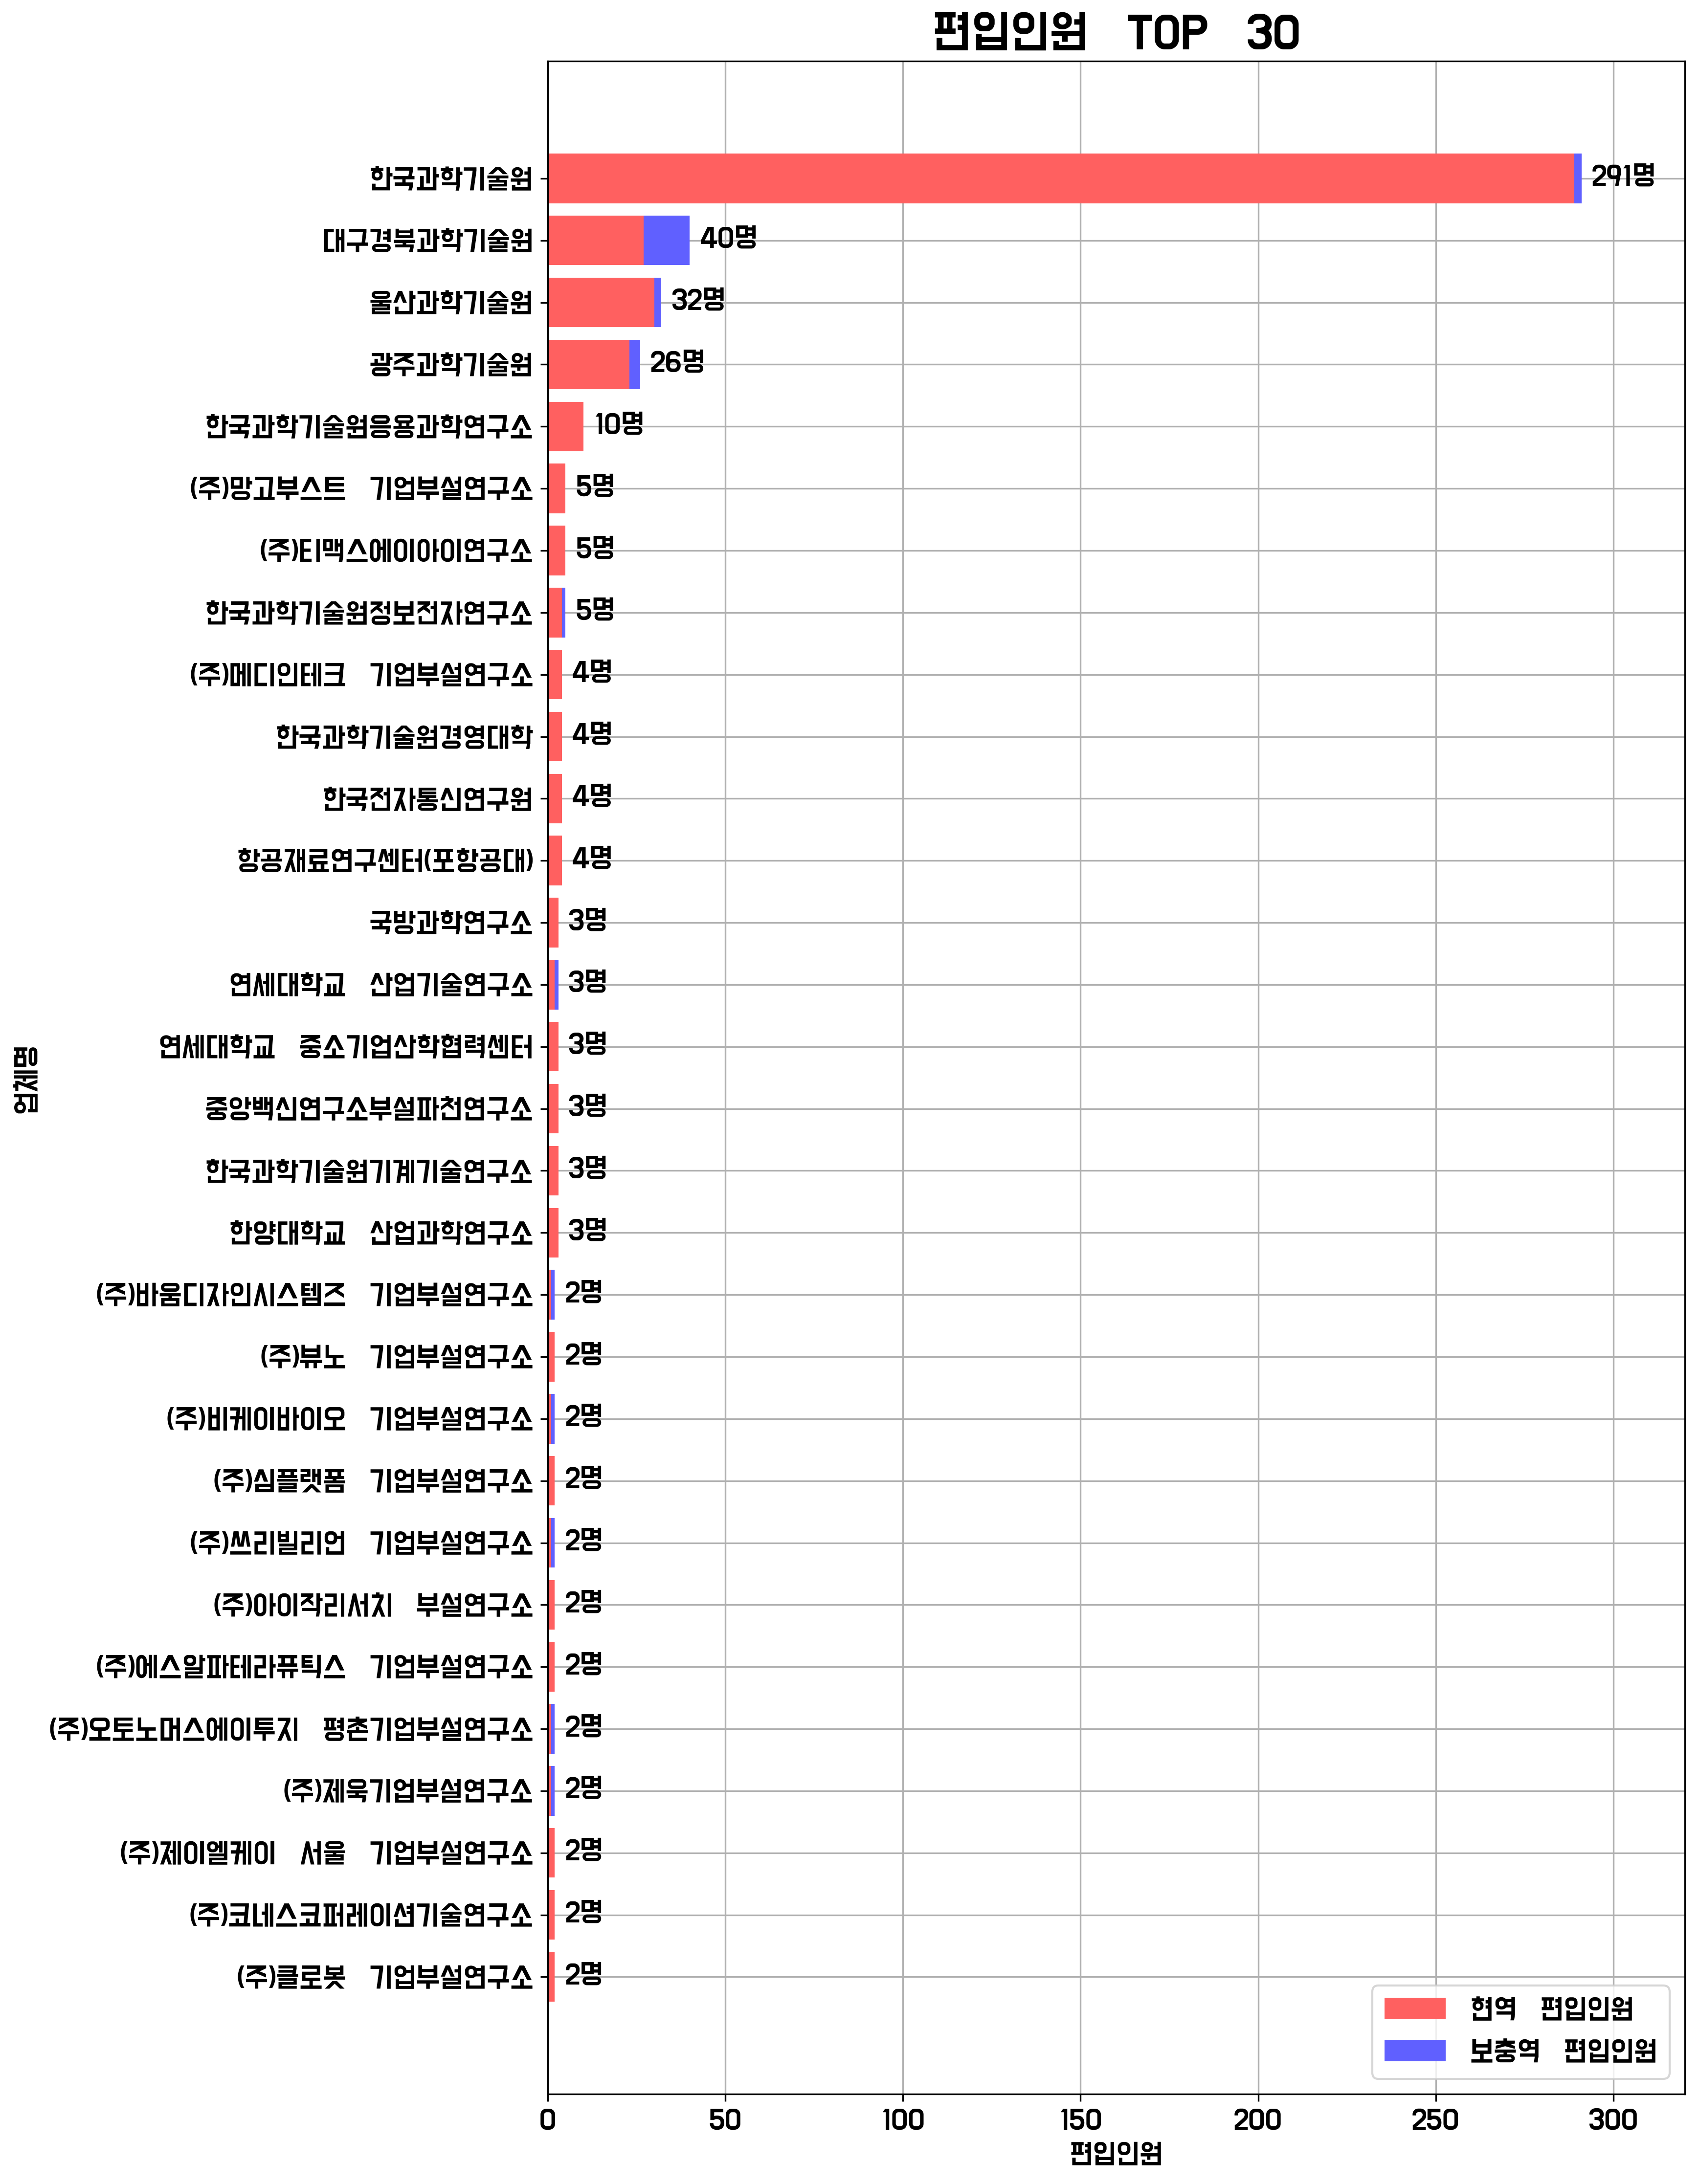 편입인원 TOP 30
한국과학기술원 291명
대구경북과학기술원 40명
울산과학기술원 32명
광주과학기술원 26명
한국과학기술원응용과학연구소 10명
(주)망고부스트 기업부설연구소 5명
(주)티맥스에이아이연구소 5명
한국과학기술원정보전자연구소 5명
(주)메디인테크 기업부설연구소 4명
한국과학기술원경영대학 4명
한국전자통신연구원 4명
항공재료연구센터(포항공대) 4명
국방과학연구소 3명
연세대학교 산업기술연구소 3명
연세대학교 중소기업산학협력센터 3명
중앙백신연구소부설파천연구소 3명
한국과학기술원기계기술연구소 3명
한양대학교 산업과학연구소 3명
(주)바움디자인시스템즈 기업부설연구소 2명
(주)뷰노 기업부설연구소 2명
(주)비케이바이오 기업부설연구소 2명
(주)심플랫폼 기업부설연구소 2명
(주)쓰리빌리언 기업부설연구소 2명
(주)아이작리서치 부설연구소 2명
(주)에스알파테라퓨틱스 기업부설연구소 2명
(주)오토노머스에이투지 평촌기업부설연구소 2명
(주)제욱기업부설연구소 2명
(주)제이엘케이 서울 기업부설연구소 2명
(주)코네스코퍼레이션기술연구소 2명
(주)클로봇 기업부설연구소 2명
업체명
현역 편입인원
보충역 편입인원
0 50 100 150 200 250 300
편입인원